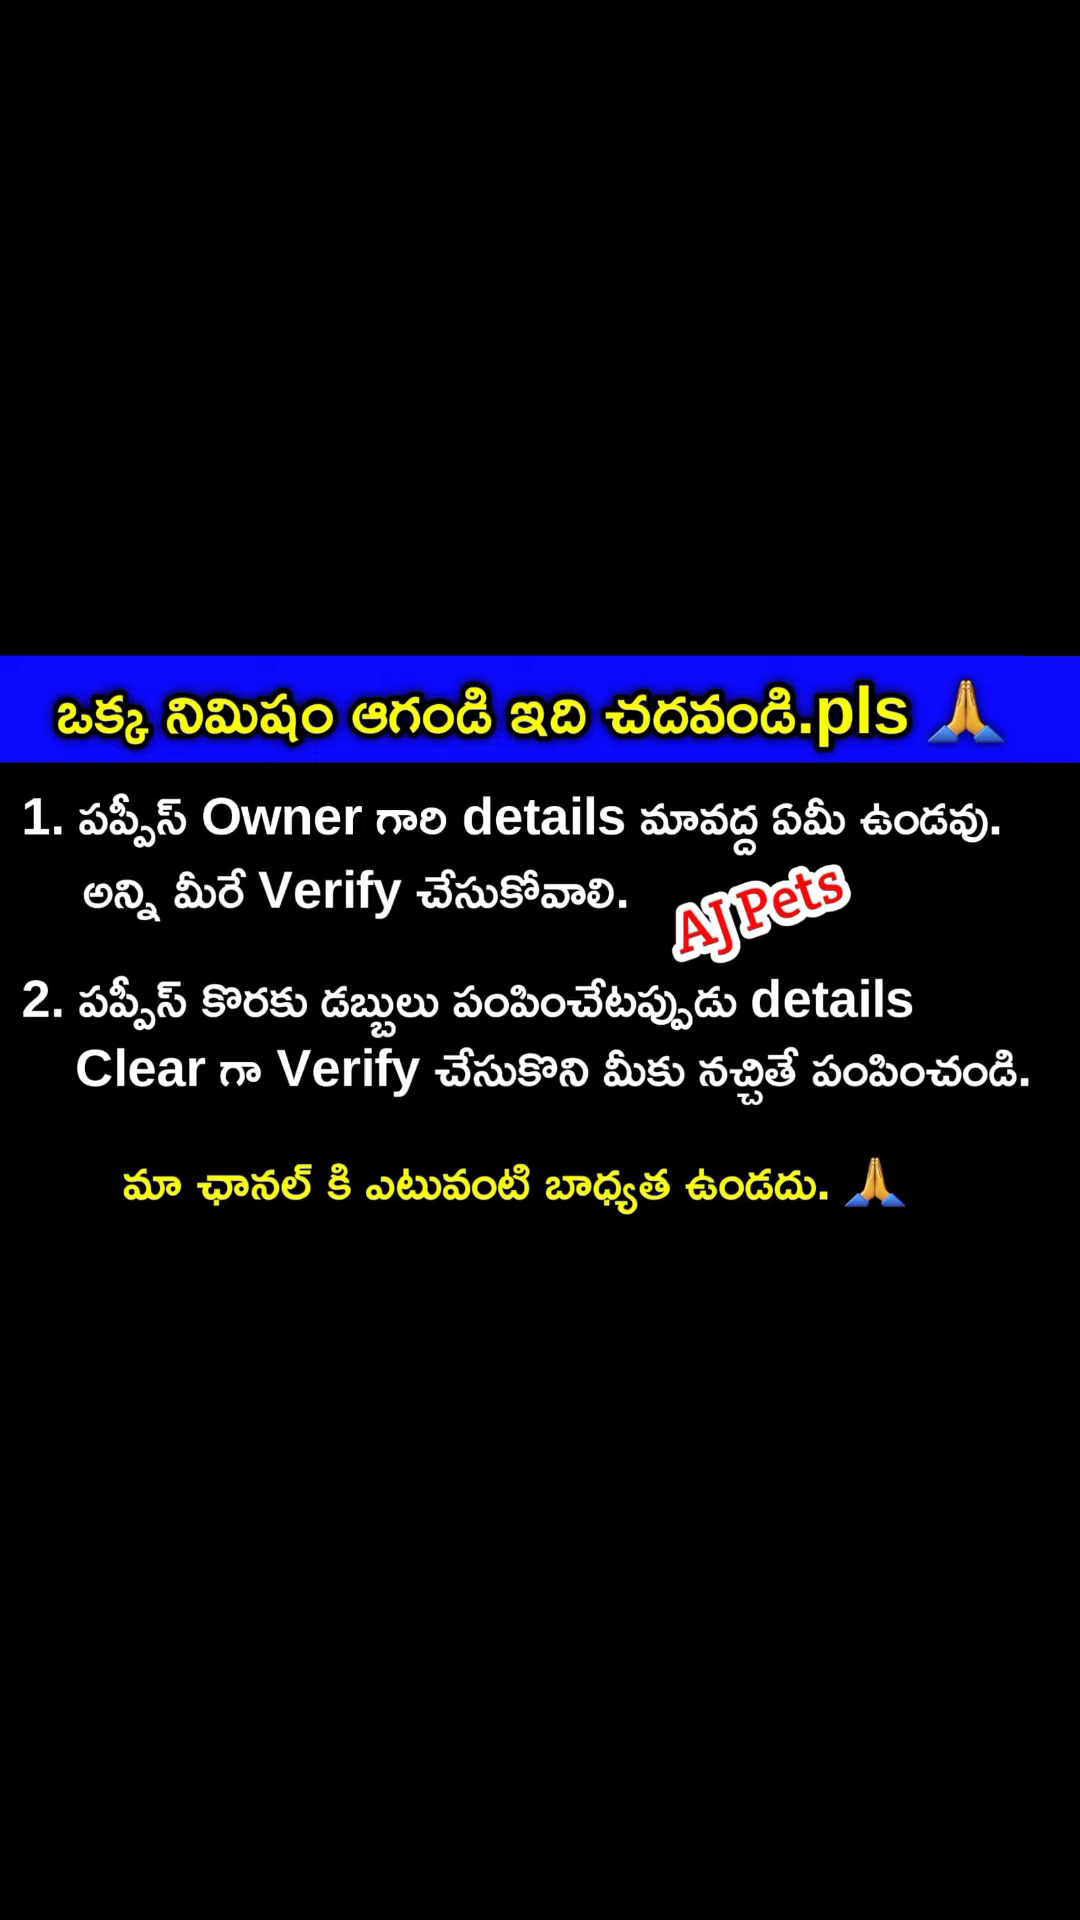 ఒక్క నిమిషం ఆగండి ఇది చదవండి.pls 🙏
1. పప్పీస్ Owner గారి details మావద్ద ఏమీ ఉండవు.
అన్ని మీరే Verify చేసుకోవాలి.
AJ Pets
2. పప్పీస్ కొరకు డబ్బులు పంపించేటప్పుడు details
Clear గా Verify చేసుకొని మీకు నచ్చితే పంపించండి.
మా ఛానల్ కి ఎటువంటి బాధ్యత ఉండదు. 🙏